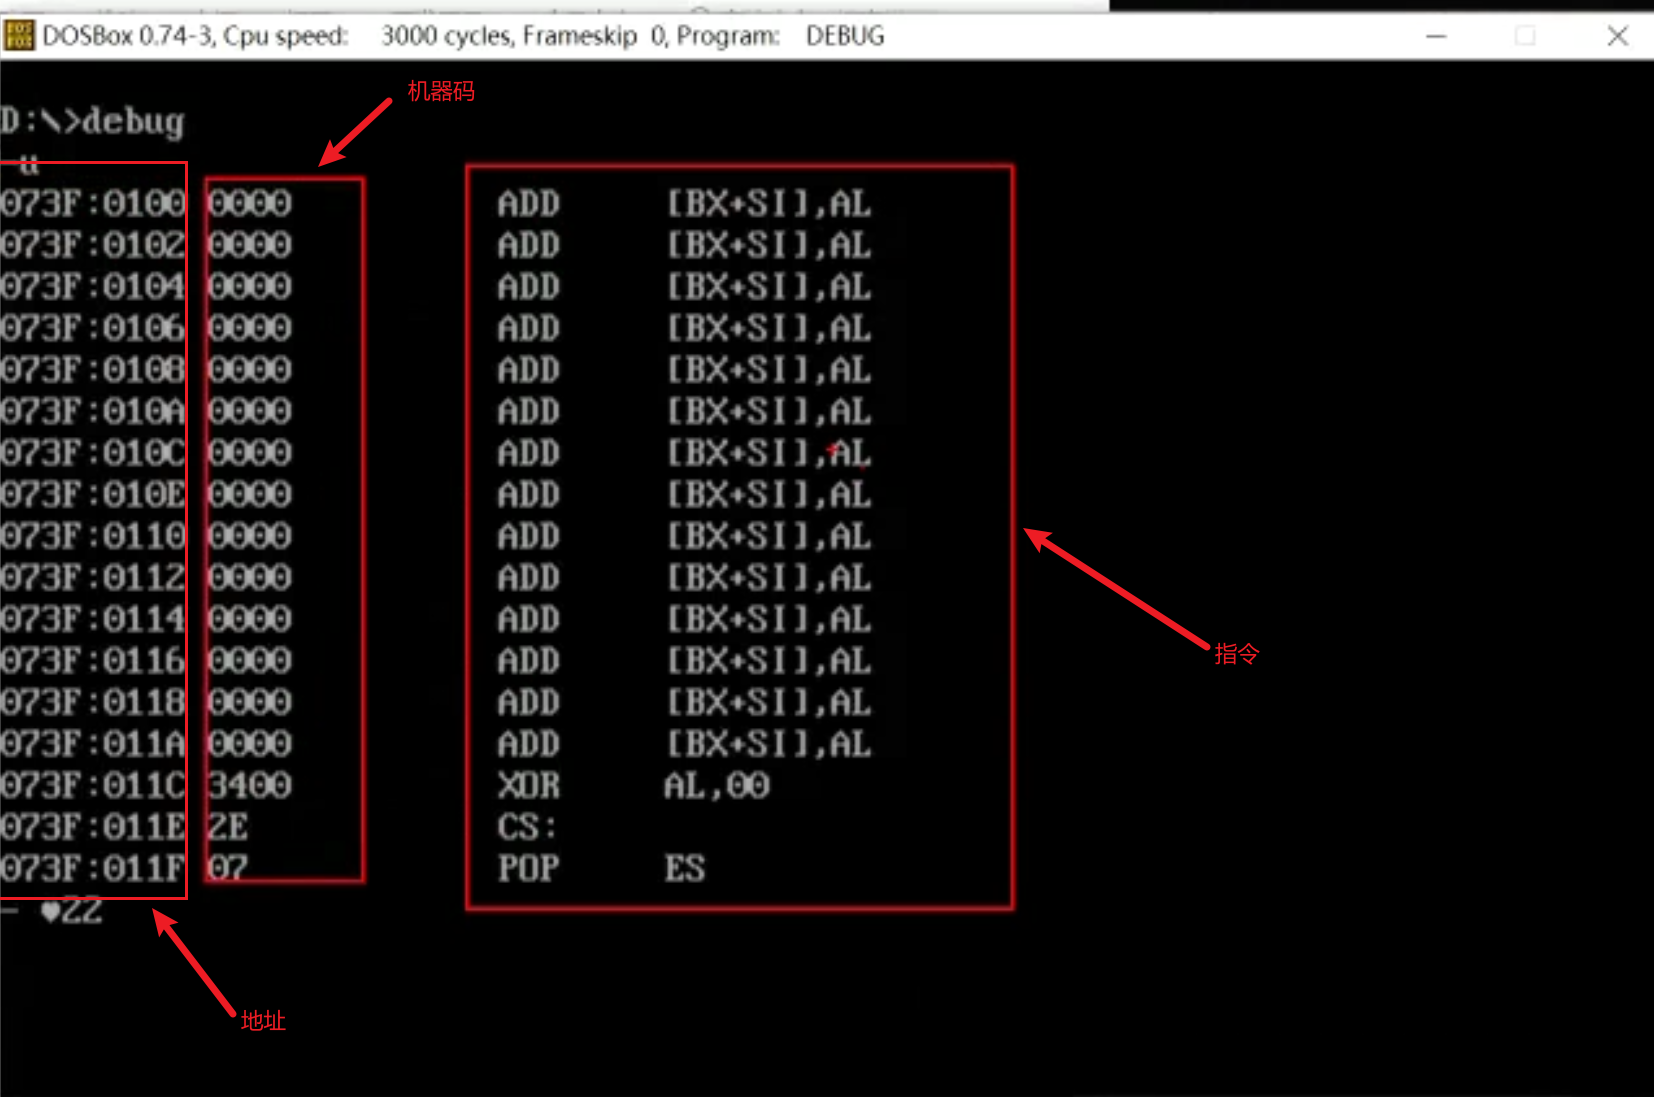 DOSBox 0.74-3, Cpu speed: 3000 cycles, Frameskip 0, Program: DEBUG
机器码
D:\>debug
-u
073F:0100 0000 ADD [BX+SI],AL
073F:0102 0000 ADD [BX+SI],AL
073F:0104 0000 ADD [BX+SI],AL
073F:0106 0000 ADD [BX+SI],AL
073F:0108 0000 ADD [BX+SI],AL
073F:010A 0000 ADD [BX+SI],AL
073F:010C 0000 ADD [BX+SI],AL
073F:010E 0000 ADD [BX+SI],AL
073F:0110 0000 ADD [BX+SI],AL
073F:0112 0000 ADD [BX+SI],AL
073F:0114 0000 ADD [BX+SI],AL
073F:0116 0000 ADD [BX+SI],AL
指令
073F:0118 0000 ADD [BX+SI],AL
073F:011A 0000 ADD [BX+SI],AL
073F:011C 3400 XOR AL,00
073F:011E 2E CS:
073F:011F 07 POP ES
- ♥22
地址